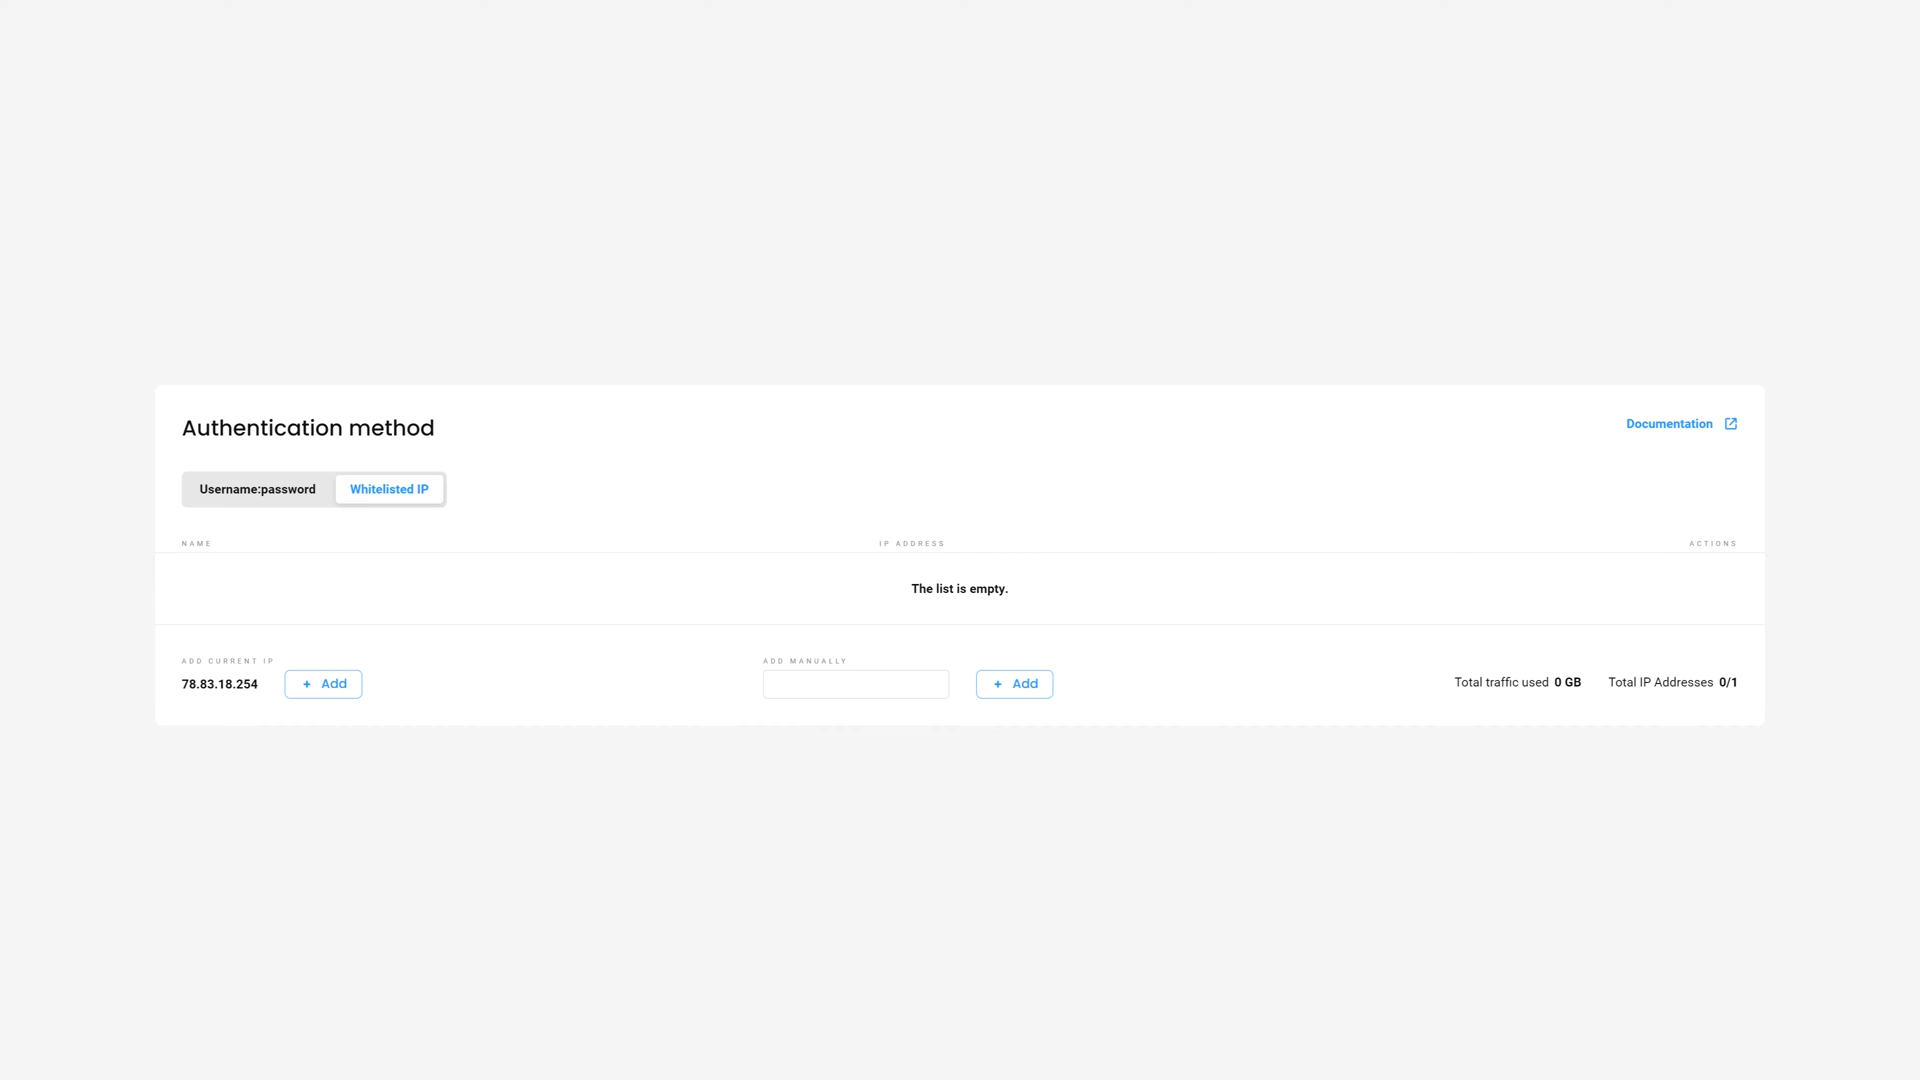 Authentication method
Documentation
Username:password Whitelisted IP
NAME IP ADDRESS ACTIONS
The list is empty.
ADD CURRENT IP ADD MANUALLY
78.83.18.254 + Add + Add Total traffic used 0 GB Total IP Addresses 0/1